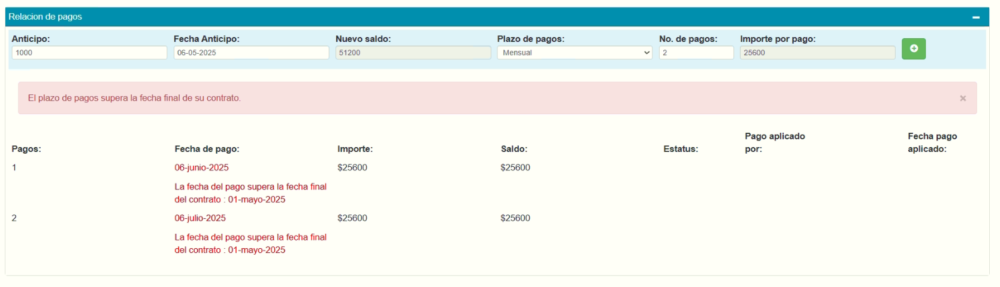 Relacion de pagos
Anticipo: Fecha Anticipo: Nuevo saldo: Plazo de pagos: No. de pagos: Importe por pago:
1000 06-05-2025 51200 Mensual 2 25600
El plazo de pagos supera la fecha final de su contrato. ×
Pagos: Fecha de pago: Importe: Saldo: Estatus: Pago aplicado por: Fecha pago aplicado:
1 06-junio-2025 $25600 $25600
La fecha del pago supera la fecha final
del contrato : 01-mayo-2025
2 06-julio-2025 $25600 $25600
La fecha del pago supera la fecha final
del contrato : 01-mayo-2025